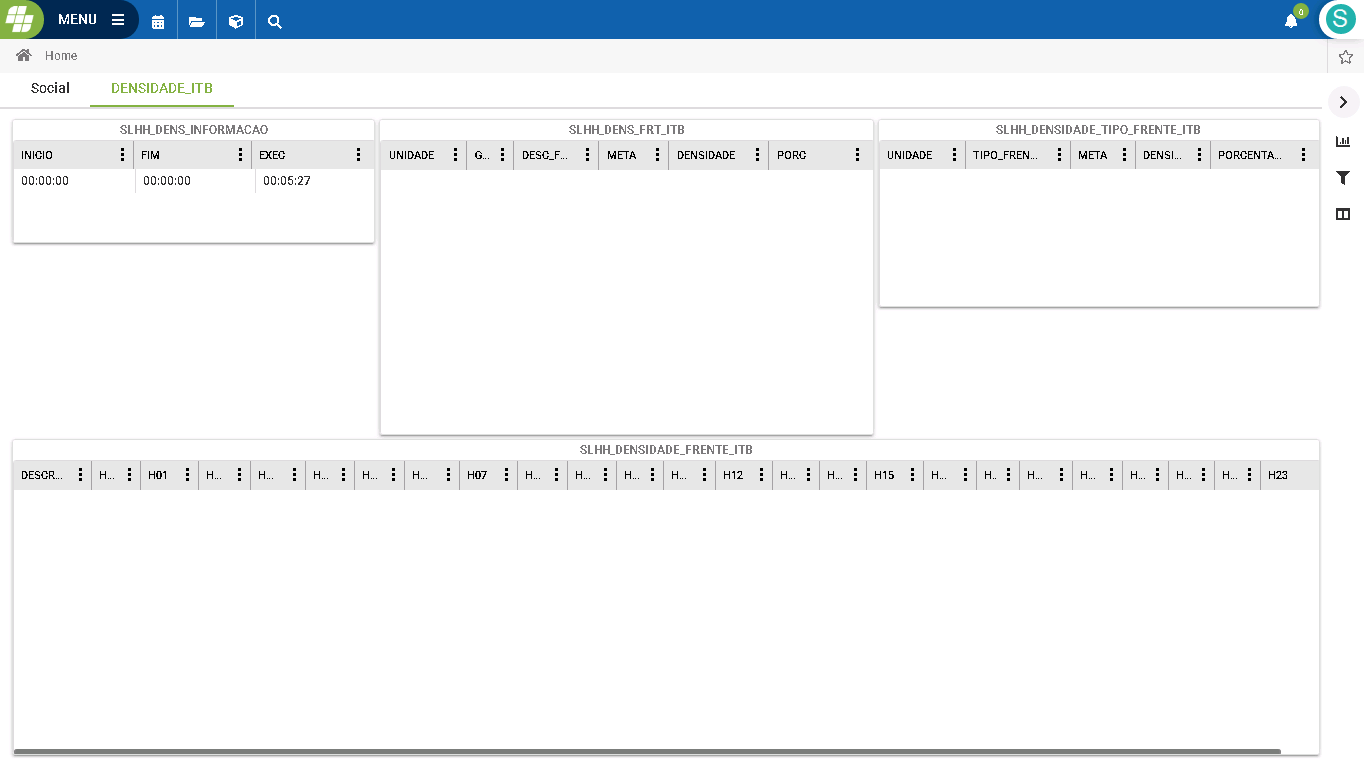 MENU
0
S
Home
Social DENSIDADE_ITB
SLHH_DENS_INFORMACAO
INICIO FIM EXEC
00:00:00 00:00:00 00:05:27
SLHH_DENS_FRT_ITB
UNIDADE G... DESC_F... META DENSIDADE PORC
SLHH_DENSIDADE_TIPO_FRENTE_ITB
UNIDADE TIPO_FREN... META DENSI... PORCENTA...
SLHH_DENSIDADE_FRENTE_ITB
DESCR... H... H01 H... H... H... H... H... H07 H... H... H... H... H12 H... H... H15 H... H.. H... H... H... H... H... H23